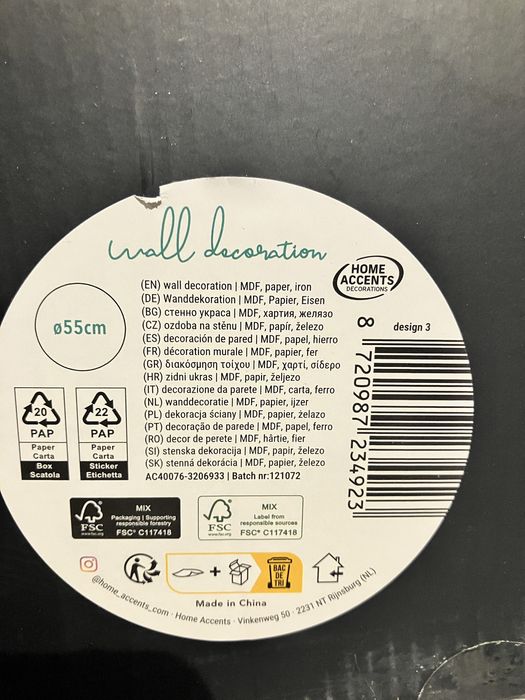 wall decoration
HOME
ACCENTS
DECORATIONS
ø55cm
design 3
(EN) wall decoration | MDF, paper, iron
(DE) Wanddekoration | MDF, Papier, Eisen
(BG) стенно украса | MDF, хартия, желязо
(CZ) ozdoba na stěnu | MDF, papír, železo
(ES) decoración de pared | MDF, papel, hierro
(FR) décoration murale | MDF, papier, fer
(GR) διακόσμηση τοίχου | MDF, χαρτί, σίδερο
(HR) zidni ukras | MDF, papir, željezo
(IT) decorazione da parete | MDF, carta, ferro
(NL) wanddecoratie | MDF, papier, ijzer
(PL) dekoracja ściany | MDF, papier, żelazo
(PT) decoração de parede | MDF, papel, ferro
(RO) decor de perete | MDF, hârtie, fier
(SI) stenska dekoracija | MDF, papir, železo
(SK) stenná dekorácia | MDF, papier, železo
AC40076-3206933 | Batch nr:121072
8 720987 234923
20
PAP
Paper
Carta
Box
Scatola
22
PAP
Paper
Carta
Sticker
Etichetta
FSC
www.fsc.org
MIX
Packaging | Supporting
responsible forestry
FSC® C117418
FSC
www.fsc.org
MIX
Label from
responsible sources
FSC® C117418
+
BAC
DE
TRI
Made in China
@home_accents_com · Home Accents · Vinkenweg 50 · 2231 NT Rijnsburg (NL)